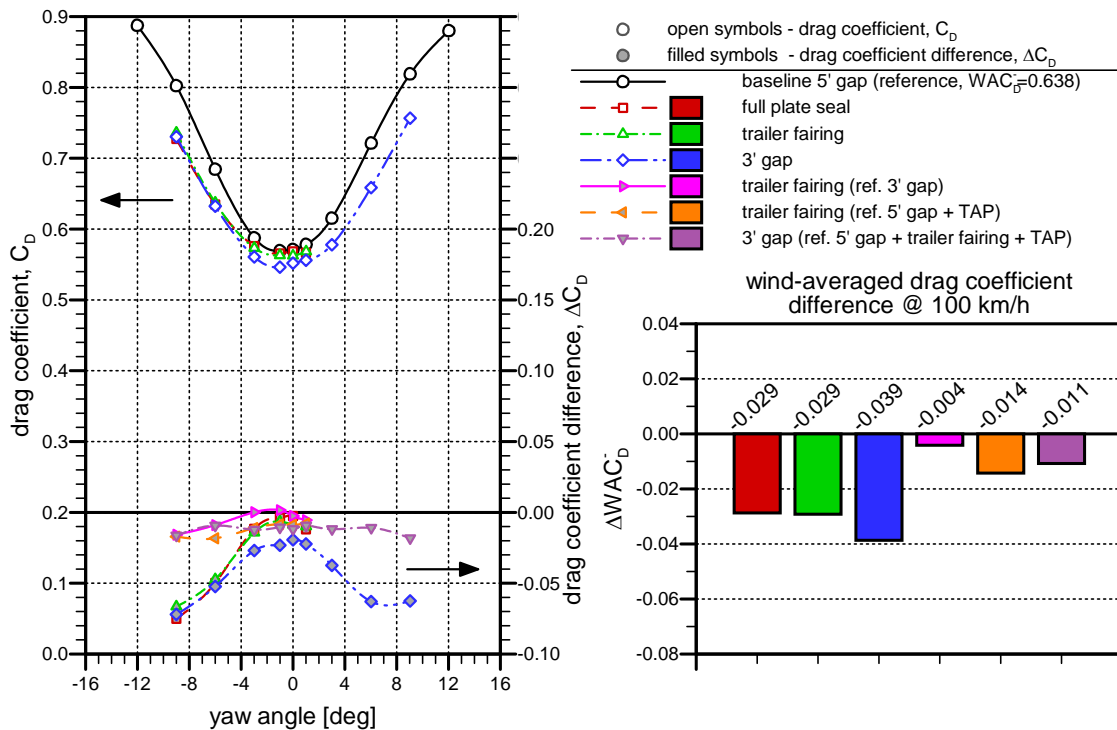 0.9
0.8
0.7
0.6
0.5
0.4
0.3
0.2
0.1
0.0
drag coefficient, C_D
-16 -12 -8 -4 0 4 8 12 16
yaw angle [deg]
0.20
0.15
0.10
0.05
0.00
-0.05
-0.10
drag coefficient difference, ΔC_D
open symbols - drag coefficient, C_D
filled symbols - drag coefficient difference, ΔC_D
baseline 5' gap (reference, WAC_D=0.638)
full plate seal
trailer fairing
3' gap
trailer fairing (ref. 3' gap)
trailer fairing (ref. 5' gap + TAP)
3' gap (ref. 5' gap + trailer fairing + TAP)
wind-averaged drag coefficient
difference @ 100 km/h
0.04
0.02
0.00
-0.02
-0.04
-0.06
-0.08
ΔWAC_D
-0.029
-0.029
-0.039
-0.004
-0.014
-0.011